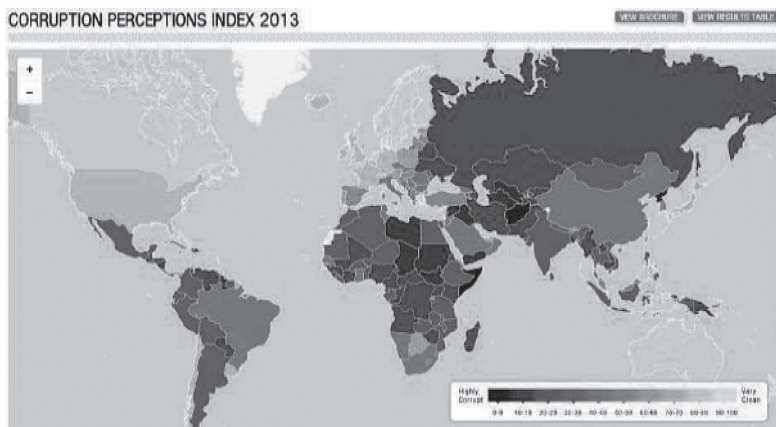 CORRUPTION PERCEPTIONS INDEX 2013
VIEW BROCHURE
VIEW RESULTS TABLE
+
−
Highly
Corrupt
Very
Clean
0-9 10-19 20-29 30-39 40-49 50-59 60-69 70-79 80-89 90-100